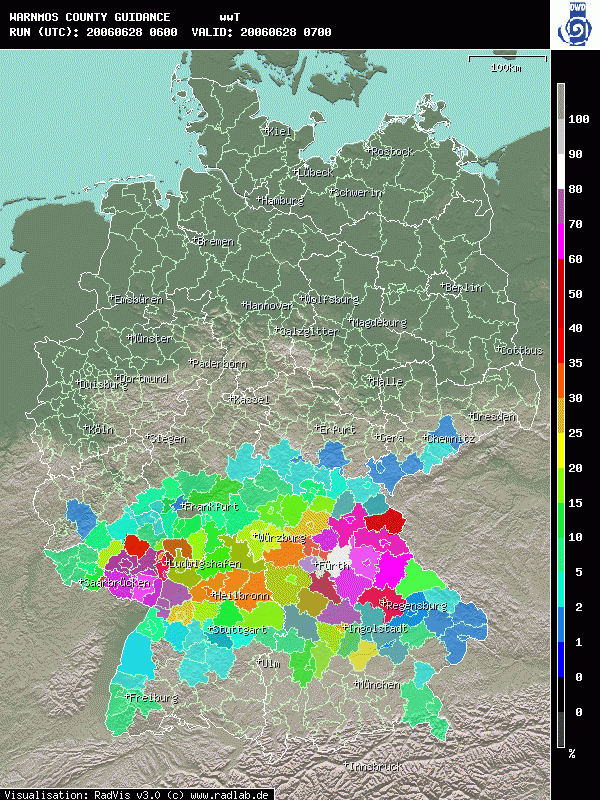 WARNMOS COUNTY GUIDANCE wwT
RUN (UTC): 20060628 0600 VALID: 20060628 0700
DWD
100km
Kiel
Rostock
Lübeck
Schwerin
Hamburg
Bremen
Berlin
Emsbüren
Hannover
Wolfsburg
Magdeburg
Salzgitter
Münster
Cottbus
Paderborn
Dortmund
Duisburg
Halle
Kassel
Dresden
Köln
Siegen
Erfurt
Gera
Chemnitz
Frankfurt
Würzburg
Ludwigshafen
Fürth
Saarbrücken
Heilbronn
Regensburg
Stuttgart
Ingolstadt
Ulm
München
Freiburg
Innsbruck
100
90
80
70
60
50
40
35
30
25
20
15
10
5
2
1
0
0
%
Visualisation: RadVis v3.0 (c) www.radlab.de